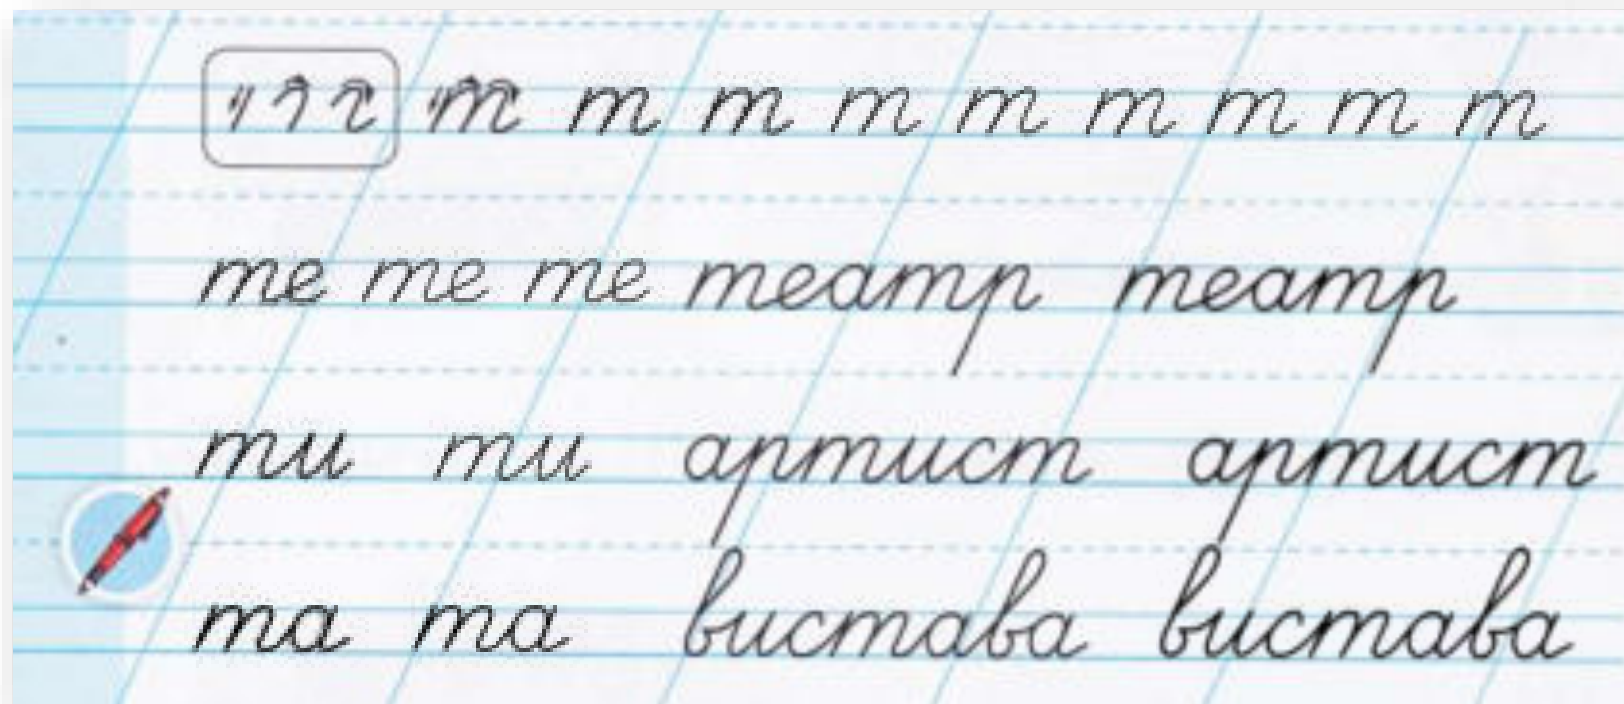 т т т т т т т т т
те те те театр театр
ти ти артист артист
та та вистава вистава